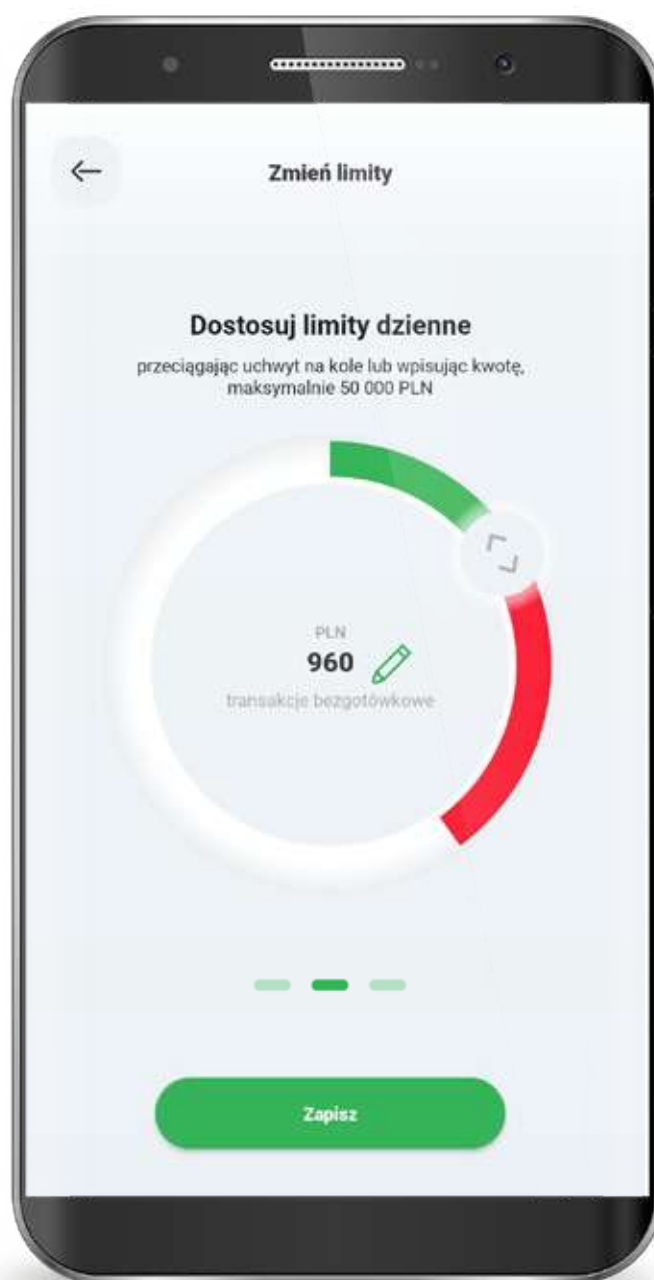 Zmień limity
Dostosuj limity dzienne
przeciągając uchwyt na kole lub wpisując kwotę,
maksymalnie 50 000 PLN
PLN
960
transakcje bezgotówkowe
Zapisz